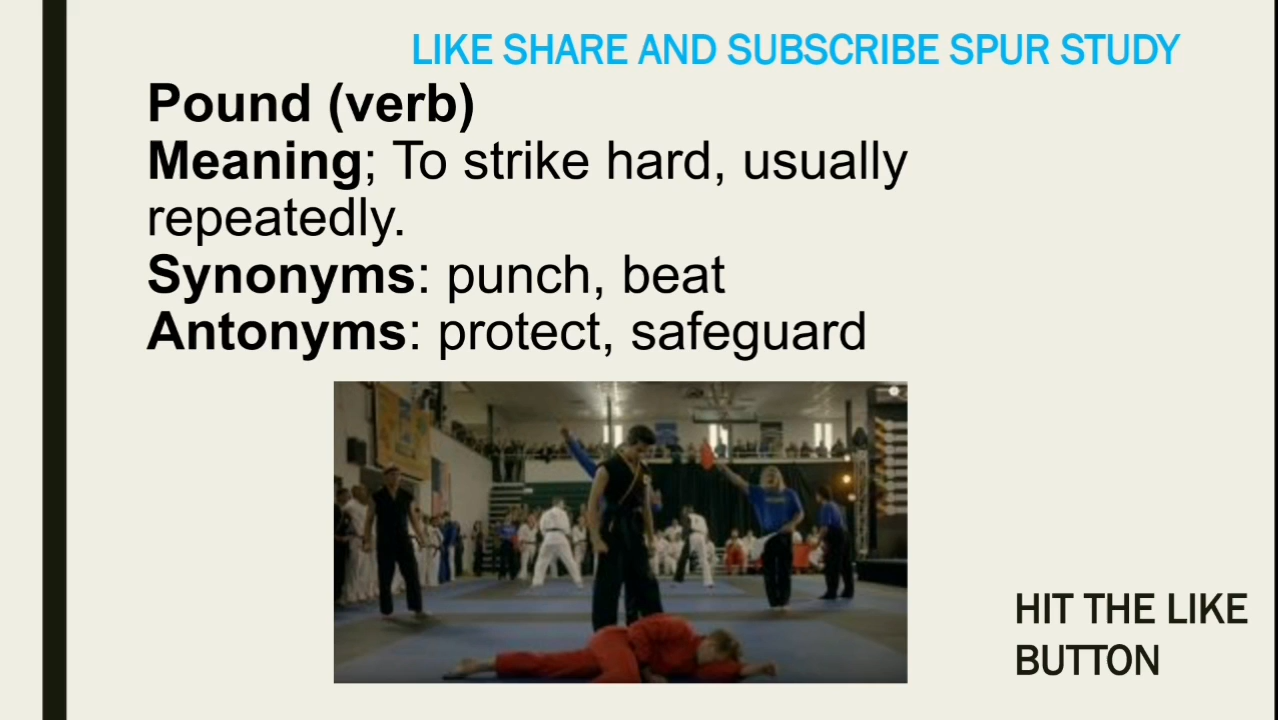 LIKE SHARE AND SUBSCRIBE SPUR STUDY
Pound (verb)
Meaning; To strike hard, usually
repeatedly.
Synonyms: punch, beat
Antonyms: protect, safeguard
HIT THE LIKE
BUTTON